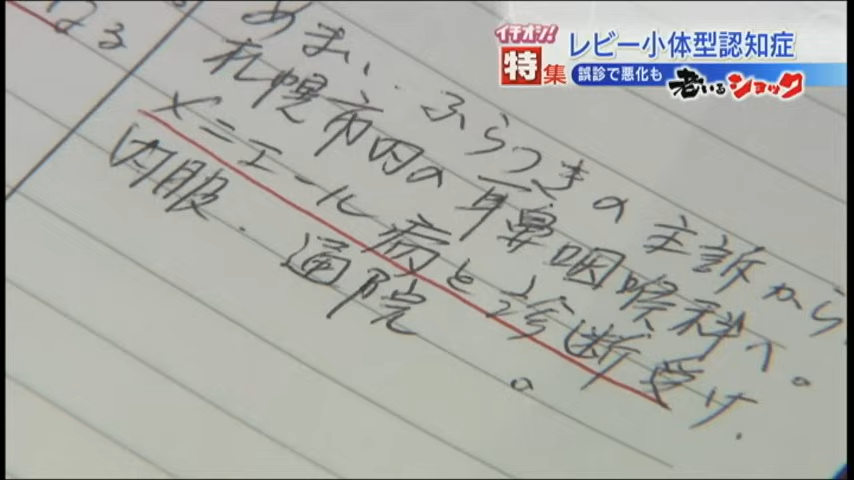 イチオシ!
特集
レビー小体型認知症
誤診で悪化も
老いるショック
なる
めまい・ふらつきの主訴から
札幌市内の耳鼻咽喉科へ。
メニエール病と診断受け、
内服・通院。